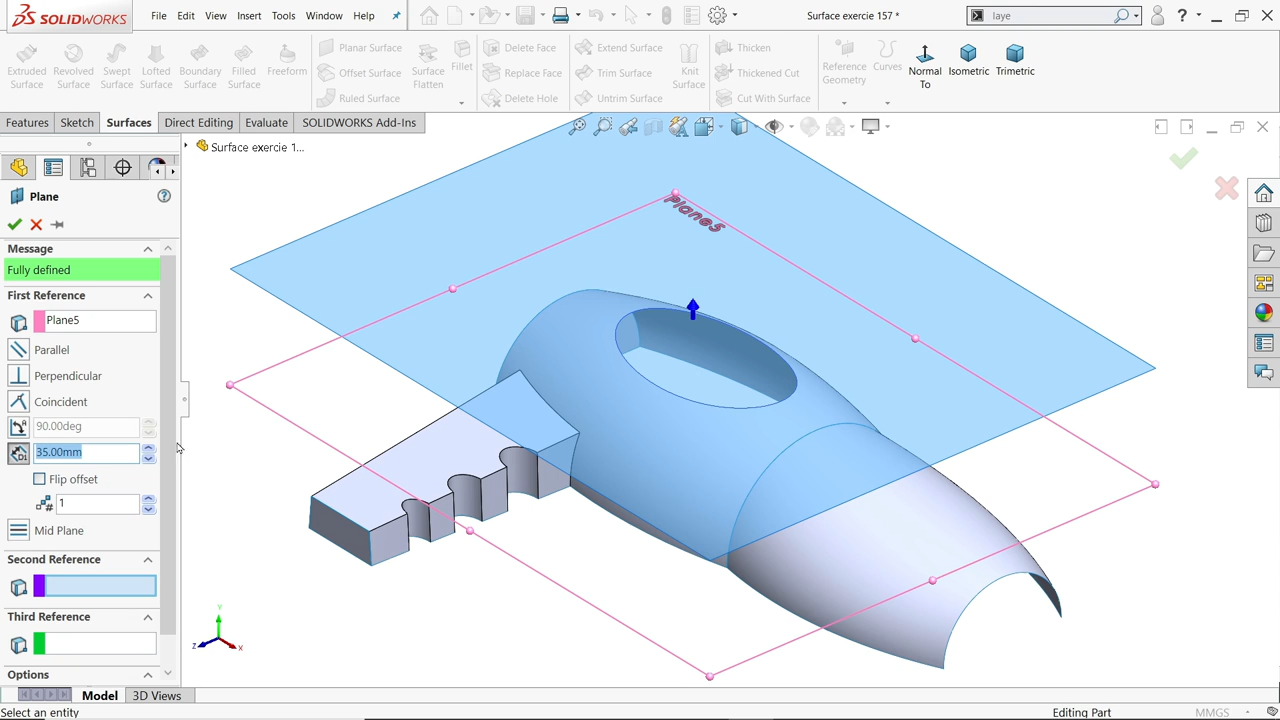 SOLIDWORKS File Edit View Insert Tools Window Help Surface exercie 157 * laye ?
Extruded Surface Revolved Surface Swept Surface Lofted Surface Boundary Surface Filled Surface Freeform
Planar Surface Offset Surface Ruled Surface Surface Flatten Fillet
Delete Face Replace Face Delete Hole
Extend Surface Trim Surface Untrim Surface Knit Surface
Thicken Thickened Cut Cut With Surface
Reference Geometry Curves Normal To Isometric Trimetric
Features Sketch Surfaces Direct Editing Evaluate SOLIDWORKS Add-Ins
Surface exercie 1...
Plane ?
Message
Fully defined
First Reference
Plane5
Parallel
Perpendicular
Coincident
90.00deg
35.00mm
Flip offset
1
Mid Plane
Second Reference
Third Reference
Options
Plane5
Y
Z X
Model 3D Views
Select an entity Editing Part MMGS